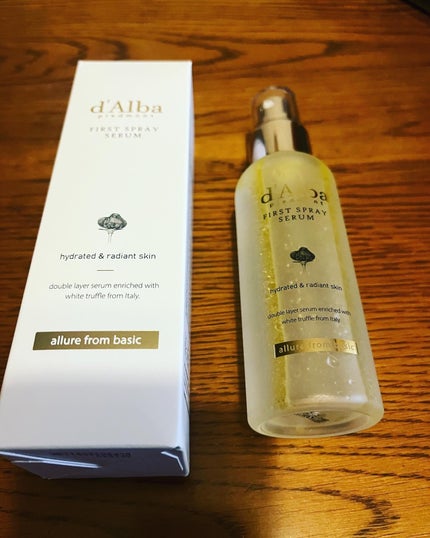 d'Alba
piedmont
FIRST SPRAY
SERUM
hydrated & radiant skin
double layer serum enriched with
white truffle from Italy.
allure from basic
d'Alba
piedmont
FIRST SPRAY
SERUM
hydrated & radiant skin
double layer serum enriched with
white truffle from Italy.
allure from basic